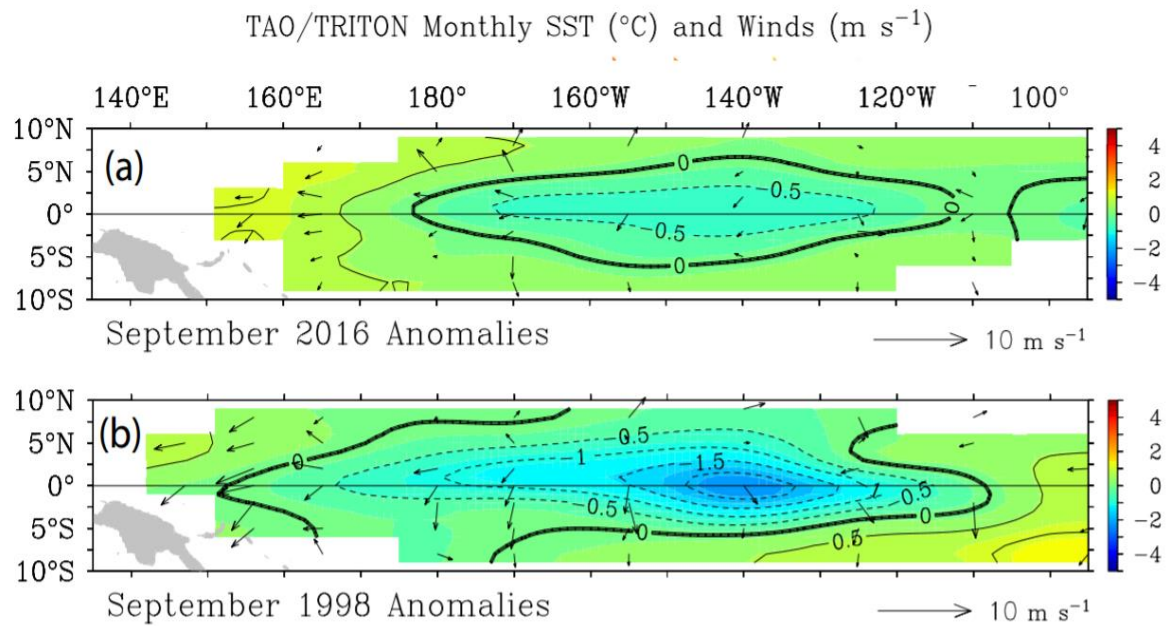 TAO/TRITON Monthly SST (°C) and Winds (m s⁻¹)
140°E 160°E 180° 160°W 140°W 120°W 100°
10°N
5°N
0°
5°S
10°S
(a)
0
0.5
0.5
0
0
4
2
0
-2
-4
September 2016 Anomalies
10 m s⁻¹
10°N
5°N
0°
5°S
10°S
(b)
0
0.5
1
1.5
1
0.5
0.5
0
0
0.5
4
2
0
-2
-4
September 1998 Anomalies
10 m s⁻¹